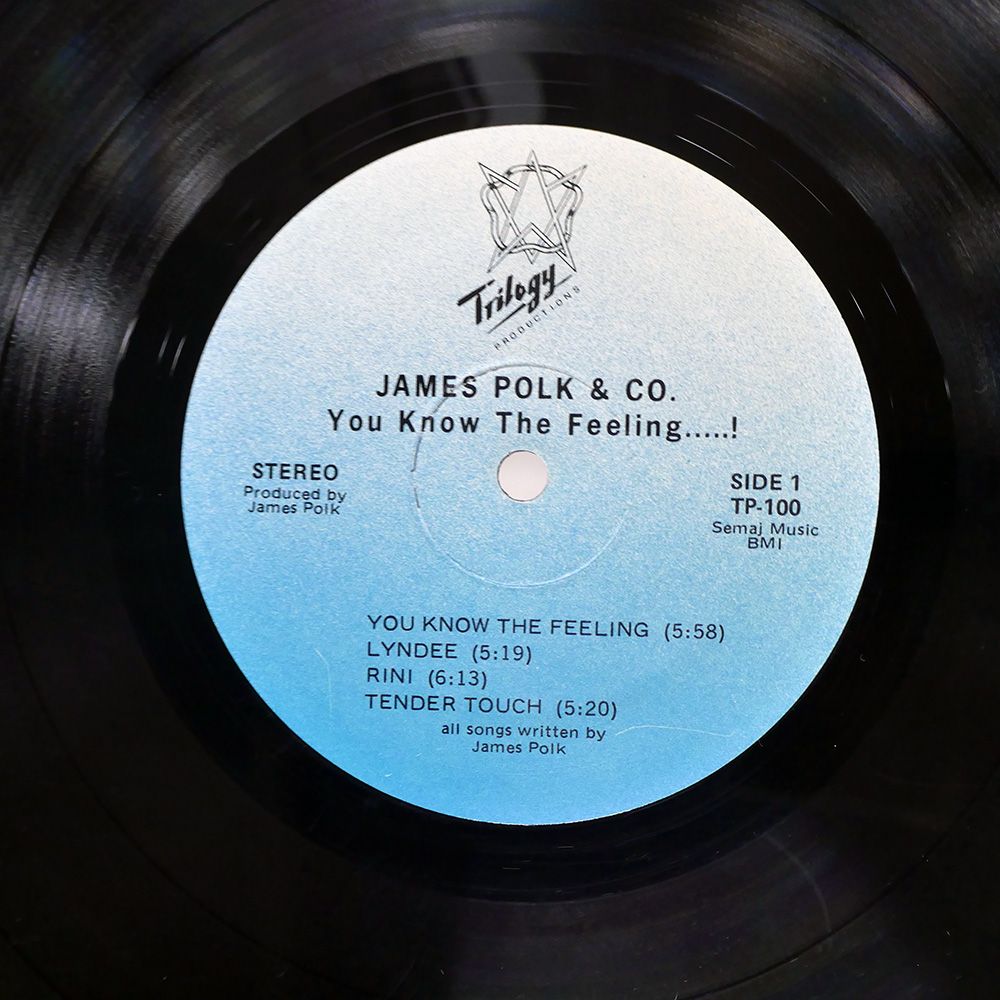 Trilogy
PRODUCTIONS
JAMES POLK & CO.
You Know The Feeling.....!
STEREO
Produced by
James Polk
SIDE 1
TP-100
Semaj Music
BMI
YOU KNOW THE FEELING (5:58)
LYNDEE (5:19)
RINI (6:13)
TENDER TOUCH (5:20)
all songs written by
James Polk